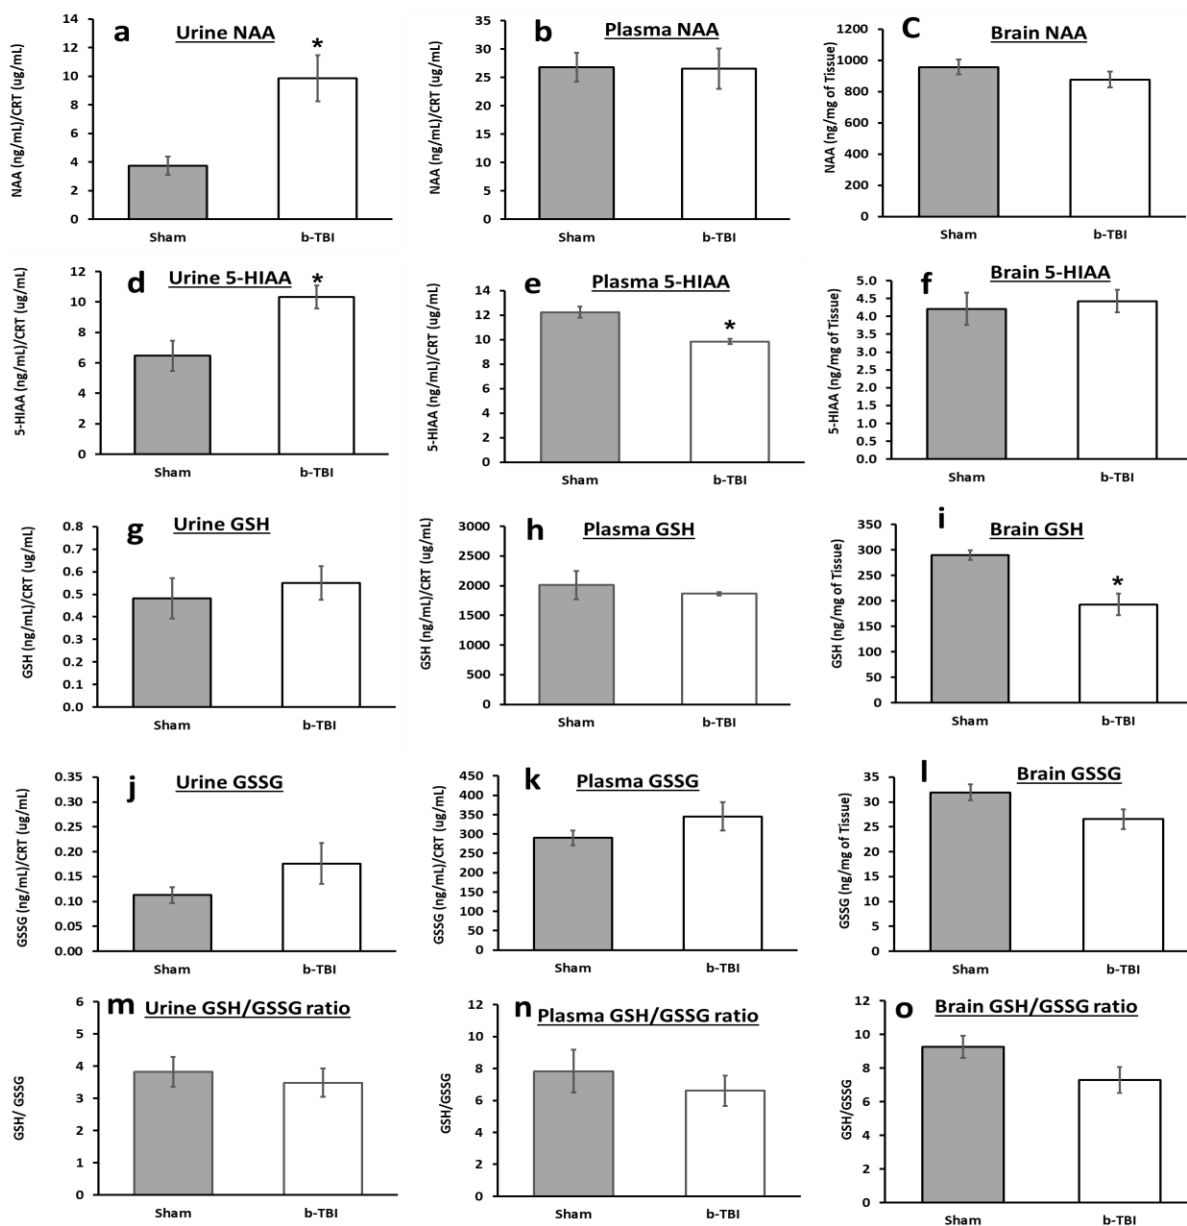 a Urine NAA
NAA (ng/mL)/CRT (ug/mL)
14
12
10
8
6
4
2
0
*
Sham b-TBI
b Plasma NAA
NAA (ng/mL)/CRT (ug/mL)
35
30
25
20
15
10
5
0
Sham b-TBI
C Brain NAA
NAA (ng/mg of Tissue)
1200
1000
800
600
400
200
0
Sham b-TBI
d Urine 5-HIAA
5-HIAA (ng/mL)/CRT (ug/mL)
12
10
8
6
4
2
0
*
Sham b-TBI
e Plasma 5-HIAA
5-HIAA (ng/mL)/CRT (ug/mL)
14
12
10
8
6
4
2
0
*
Sham b-TBI
f Brain 5-HIAA
5-HIAA (ng/mg of Tissue)
5.0
4.5
4.0
3.5
3.0
2.5
2.0
1.5
1.0
0.5
0.0
Sham b-TBI
g Urine GSH
GSH (ng/mL)/CRT (ug/mL)
0.8
0.7
0.6
0.5
0.4
0.3
0.2
0.1
0.0
Sham b-TBI
h Plasma GSH
GSH (ng/mL)/CRT (ug/mL)
3000
2500
2000
1500
1000
500
0
Sham b-TBI
i Brain GSH
GSH (ng/mg of Tissue)
350
300
250
200
150
100
50
0
*
Sham b-TBI
j Urine GSSG
GSSG (ng/mL)/CRT (ug/mL)
0.35
0.30
0.25
0.20
0.15
0.10
0.05
0.00
Sham b-TBI
k Plasma GSSG
GSSG (ng/mL)/CRT (ug/mL)
450
400
350
300
250
200
150
100
50
0
Sham b-TBI
l Brain GSSG
GSSG (ng/mg of Tissue)
35
30
25
20
15
10
5
0
Sham b-TBI
m Urine GSH/GSSG ratio
GSH/ GSSG
6
5
4
3
2
1
0
Sham b-TBI
n Plasma GSH/GSSG ratio
GSH/GSSG
12
10
8
6
4
2
0
Sham b-TBI
o Brain GSH/GSSG ratio
GSH/GSSG
12
10
8
6
4
2
0
Sham b-TBI